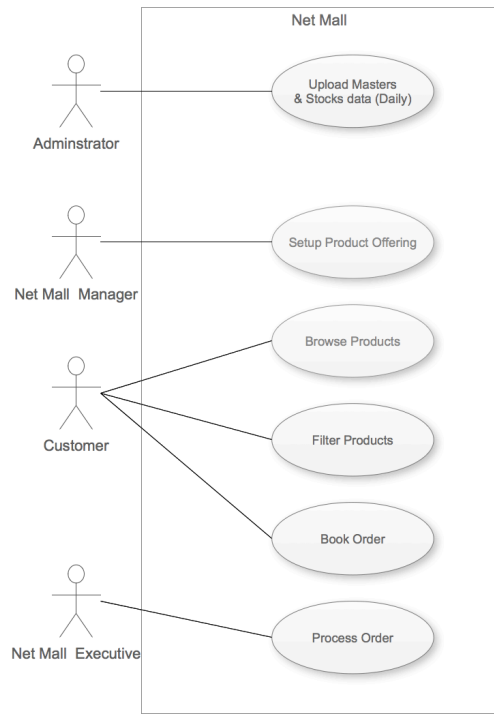 Net Mall
Upload Masters
& Stocks data (Daily)
Adminstrator
Setup Product Offering
Net Mall Manager
Browse Products
Filter Products
Customer
Book Order
Process Order
Net Mall Executive